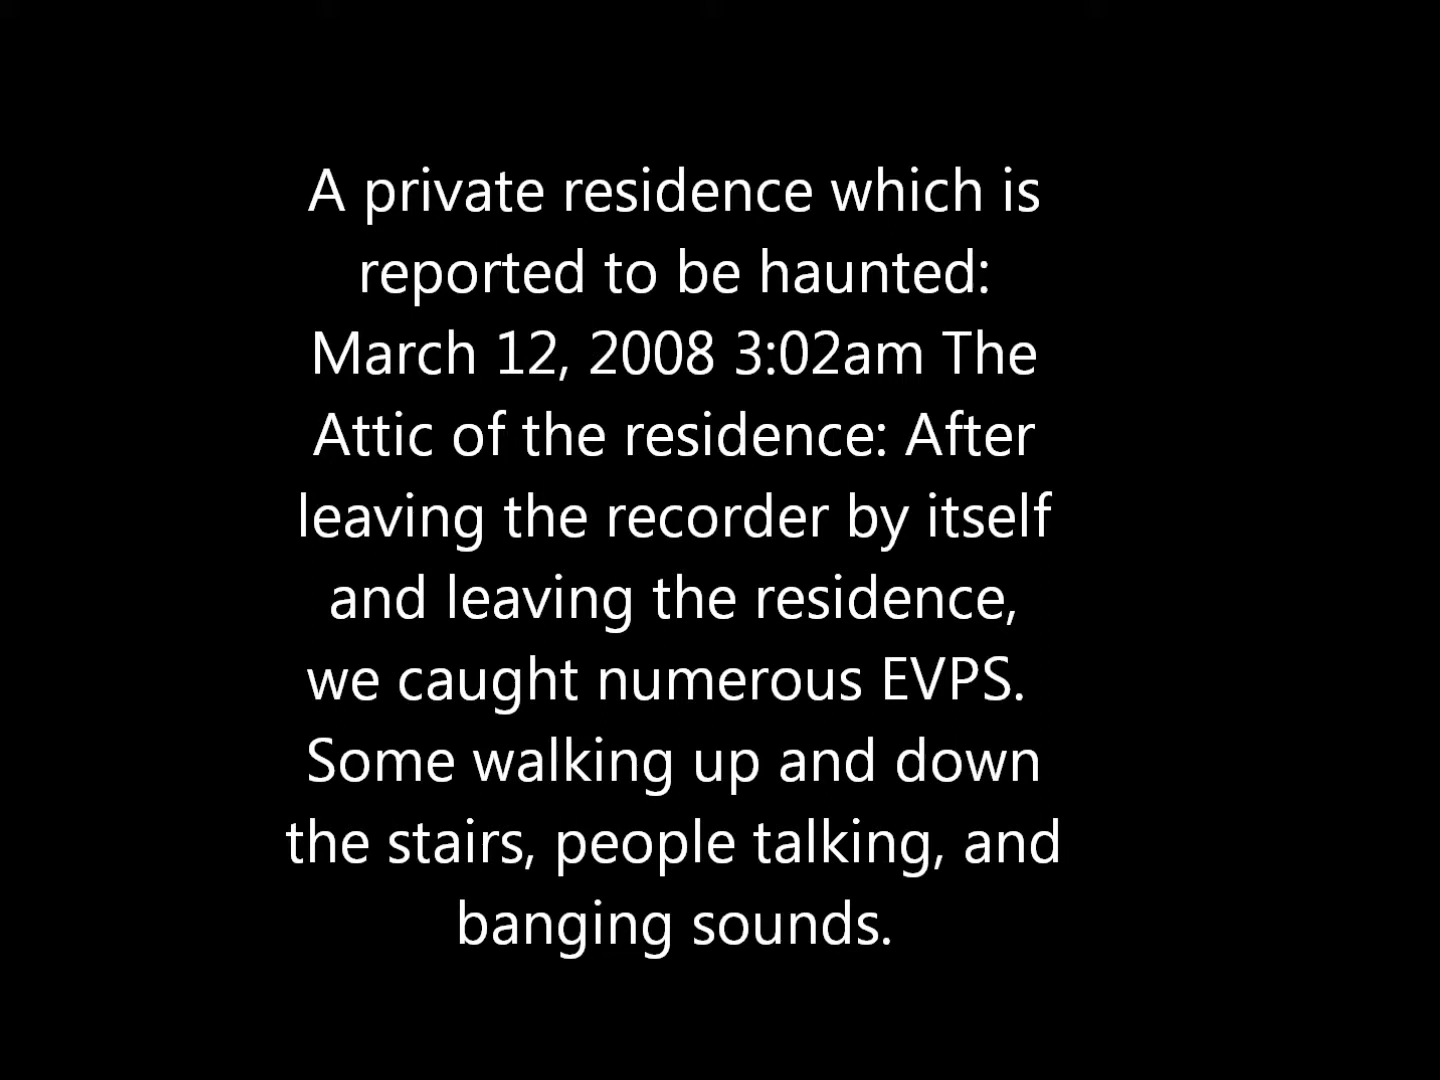 A private residence which is
reported to be haunted:
March 12, 2008 3:02am The
Attic of the residence: After
leaving the recorder by itself
and leaving the residence,
we caught numerous EVPS.
Some walking up and down
the stairs, people talking, and
banging sounds.